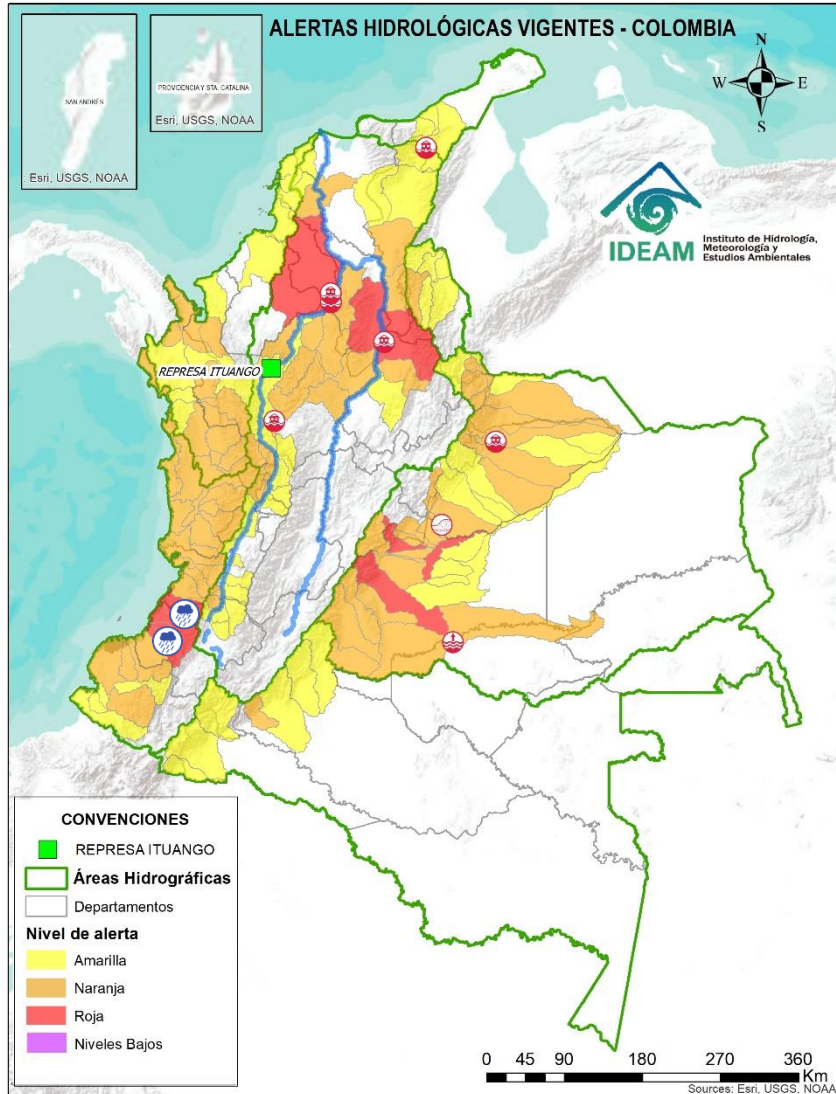 ALERTAS HIDROLÓGICAS VIGENTES - COLOMBIA
SAN ANDRÉS
Esri, USGS, NOAA
PROVIDENCIA Y STA. CATALINA
Esri, USGS, NOAA
N
W
E
S
IDEAM
Instituto de Hidrología,
Meteorología y
Estudios Ambientales
REPRESA ITUANGO
CONVENCIONES
REPRESA ITUANGO
Áreas Hidrográficas
Departamentos
Nivel de alerta
Amarilla
Naranja
Roja
Niveles Bajos
0 45 90 180 270 360
Km
Sources: Esri, USGS, NOAA